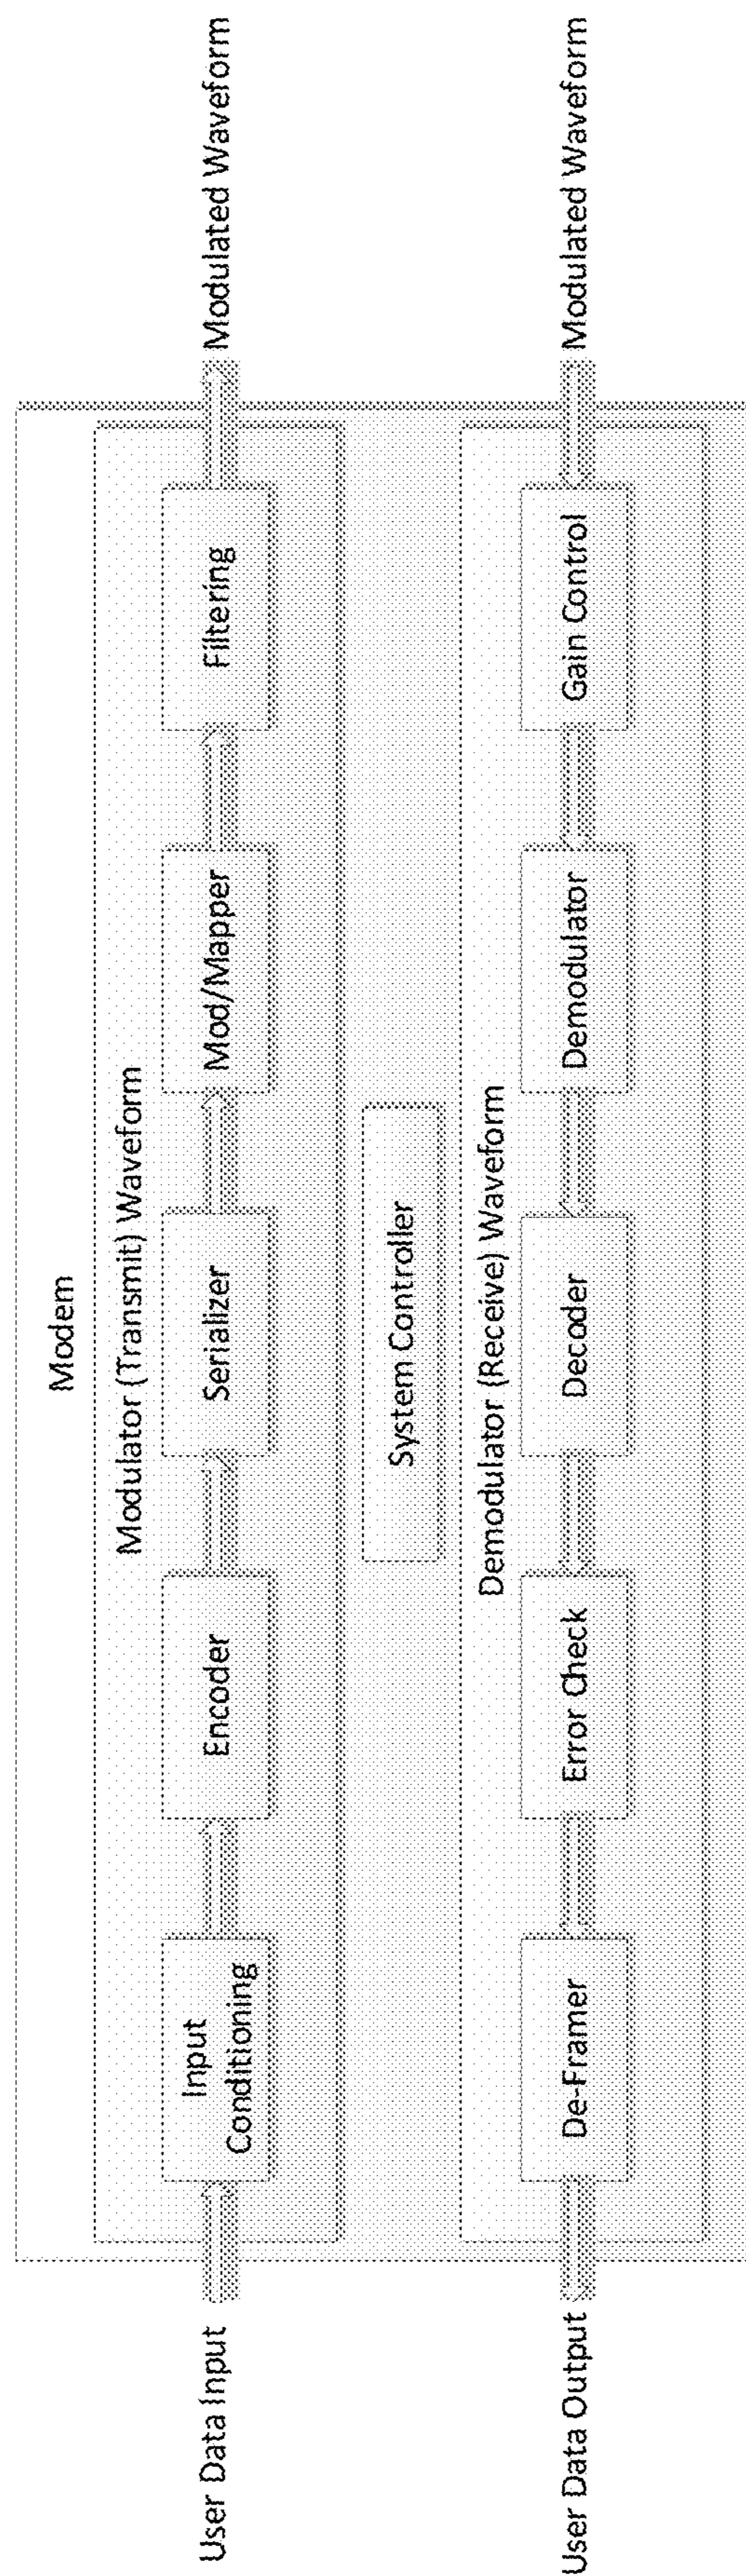 Modem
Modulator (Transmit) Waveform
User Data Input
Input
Conditioning
Encoder
Serializer
Mod/Mapper
Filtering
Modulated Waveform
System Controller
Demodulator (Receive) Waveform
User Data Output
De-Framer
Error Check
Decoder
Demodulator
Gain Control
Modulated Waveform